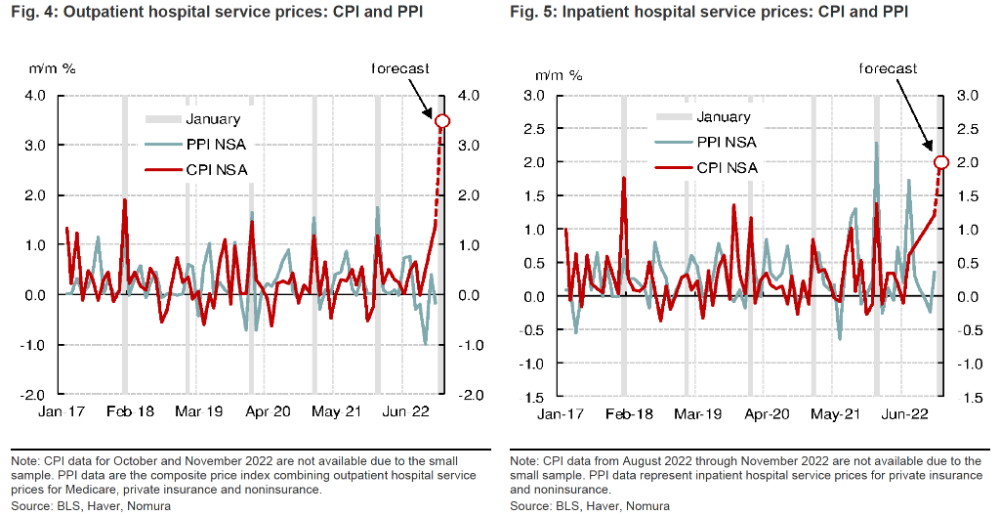 Fig. 4: Outpatient hospital service prices: CPI and PPI
m/m %
forecast
4.0
3.0
2.0
1.0
0.0
-1.0
-2.0
4.0
3.0
2.0
1.0
0.0
-1.0
-2.0
January
PPI NSA
CPI NSA
Jan-17
Feb 18
Mar-19
Apr 20
May 21
Jun 22
Note: CPI data for October and November 2022 are not available due to the small
sample. PPI data are the composite price index combining outpatient hospital service
prices for Medicare, private insurance and noninsurance.
Source: BLS, Haver, Nomura
Fig. 5: Inpatient hospital service prices: CPI and PPI
m/m %
forecast
3.0
2.5
2.0
1.5
1.0
0.5
0.0
-0.5
-1.0
1.5
3.0
2.5
2.0
1.5
1.0
0.5
0.0
-0.5
-1.0
1.5
January
PPI NSA
CPI NSA
Jan-17
Feb-18
Mar-19
Apr-20
May-21
Jun-22
Note: CPI data from August 2022 through November 2022 are not available due to the
small sample. PPI data represent inpatient hospital service prices for private insurance
and noninsurance.
Source: BLS, Haver, Nomura